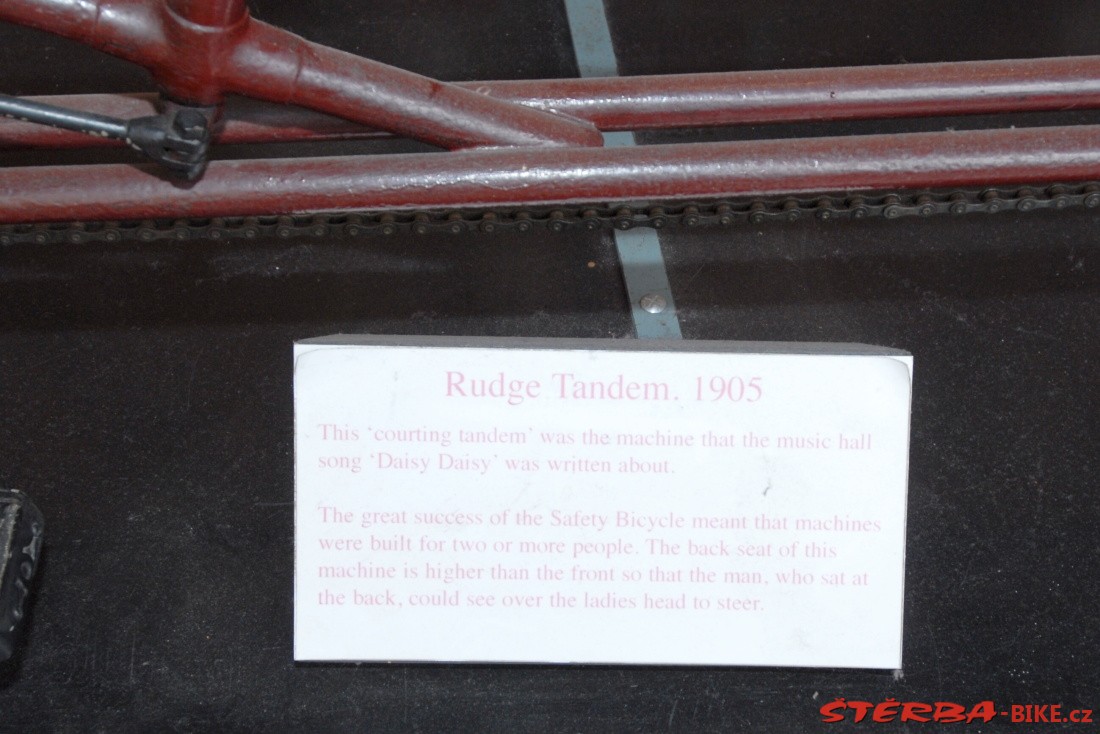 Rudge Tandem. 1905
This ‘courting tandem’ was the machine that the music hall
song ‘Daisy Daisy’ was written about.
The great success of the Safety Bicycle meant that machines
were built for two or more people. The back seat of this
machine is higher than the front so that the man, who sat at
the back, could see over the ladies head to steer.
ŠTĚRBA-BIKE.cz